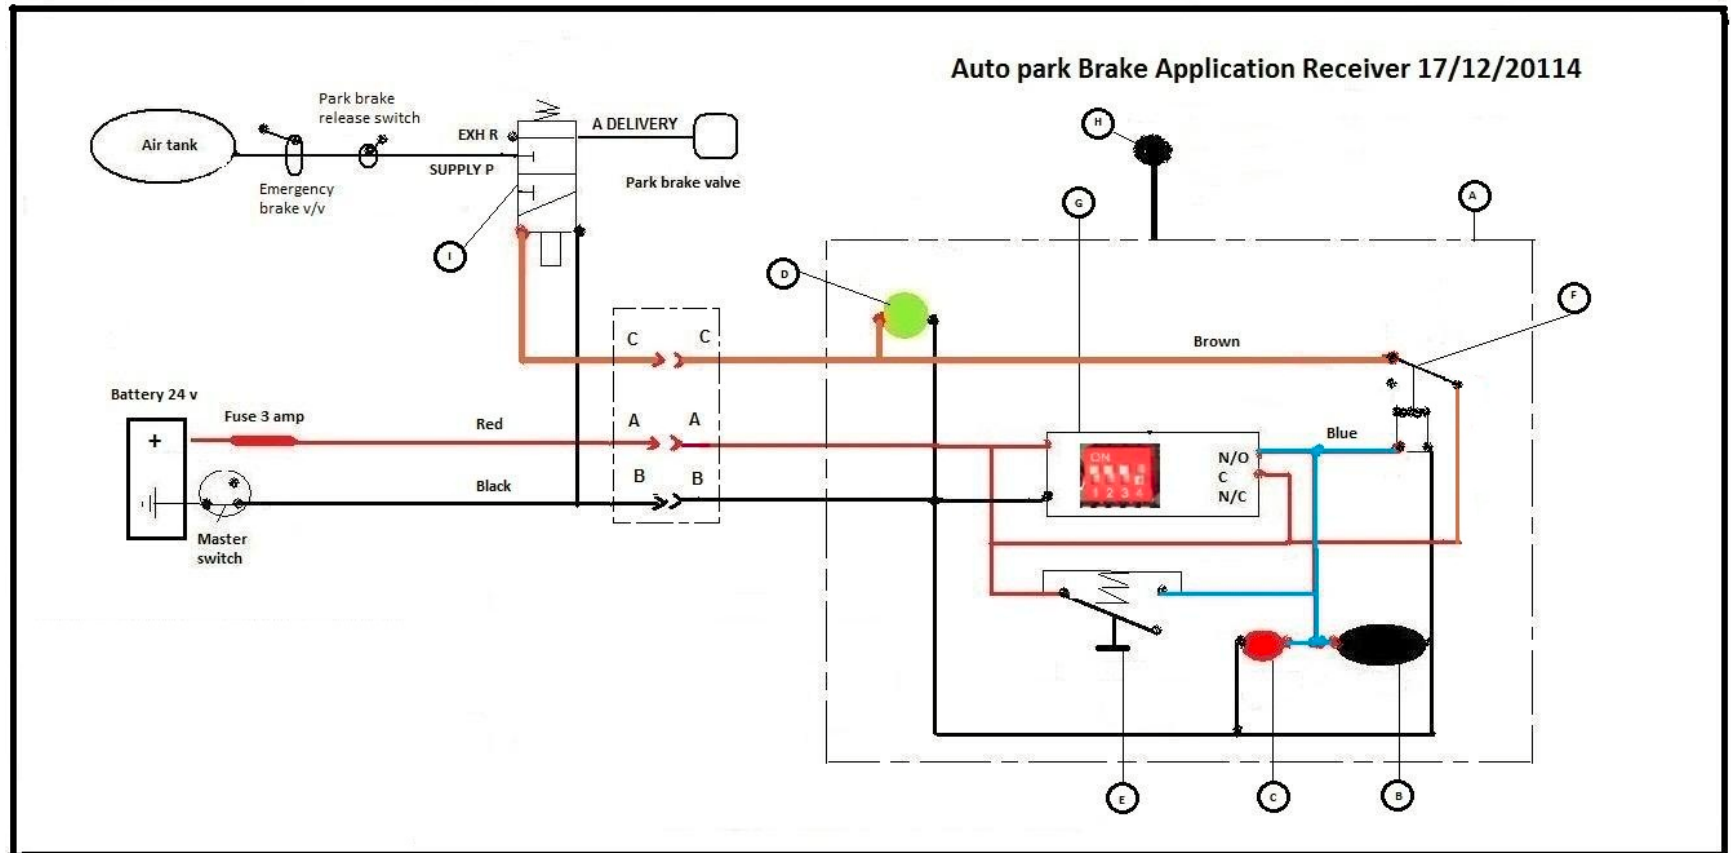 Auto park Brake Application Receiver 17/12/20114
Park brake
release switch
Air tank
EXH R
A DELIVERY
SUPPLY P
Emergency
brake v/v
Park brake valve
H
G
A
I
D
F
C
C
Brown
Battery 24 v
Fuse 3 amp
Red
A
A
Blue
+
ON
N/O
C
N/C
1 2 3 4
B
B
Black
Master
switch
E
C
B